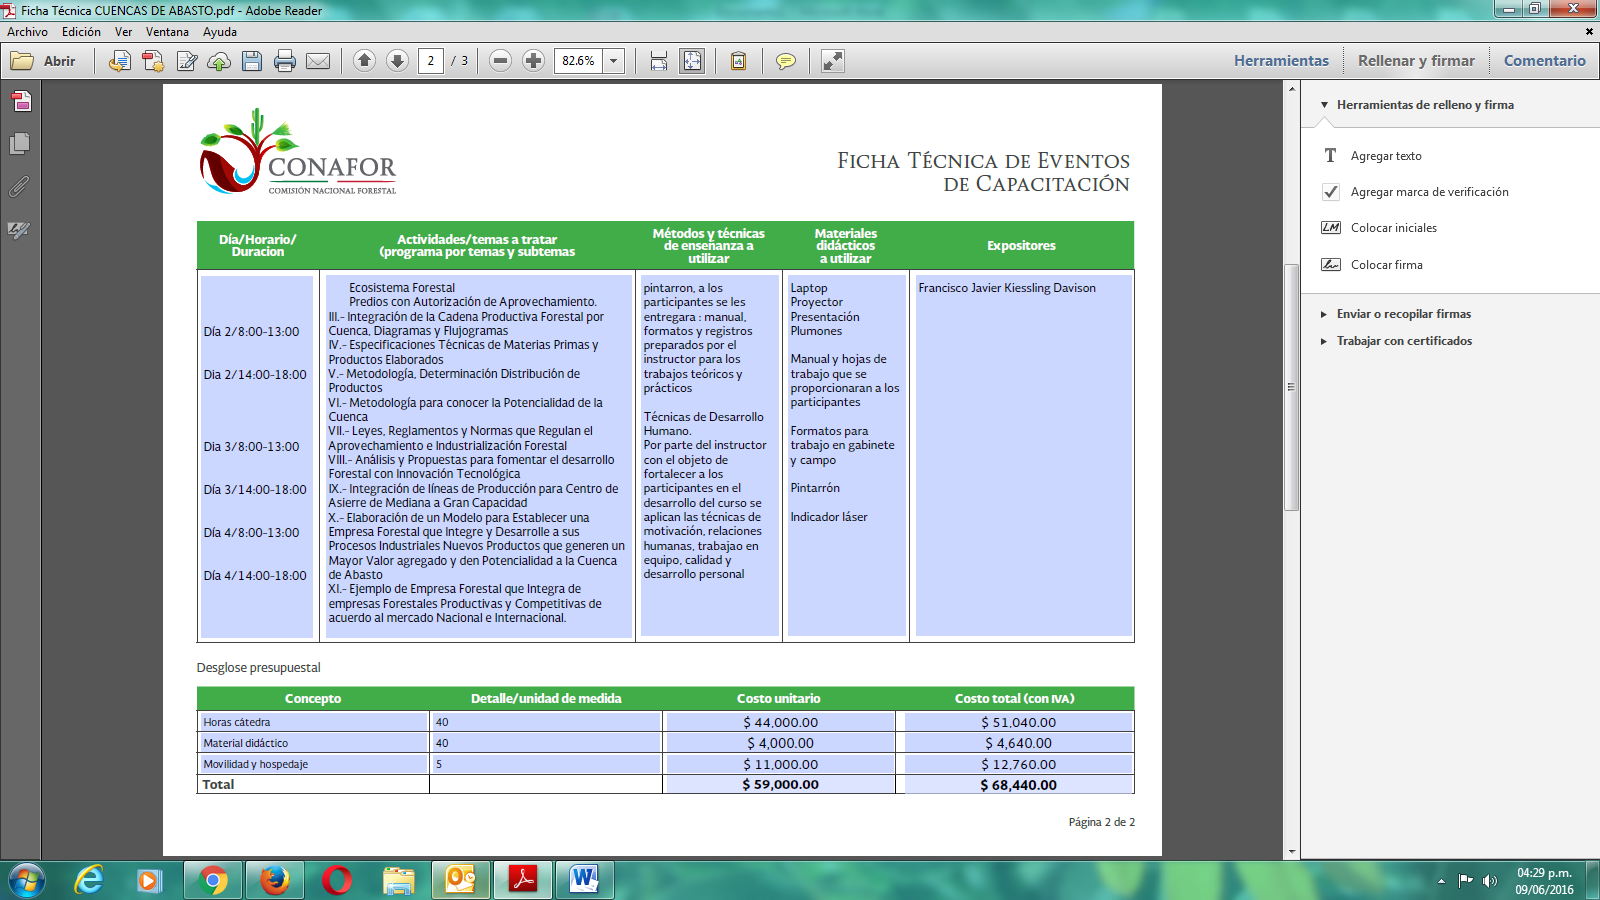 Ficha Técnica CUENCAS DE ABASTO.pdf - Adobe Reader
Archivo Edición Ver Ventana Ayuda
Abrir 2 / 3 82.6% Herramientas Rellenar y firmar Comentario
CONAFOR
COMISIÓN NACIONAL FORESTAL
FICHA TÉCNICA DE EVENTOS
DE CAPACITACIÓN
Día/Horario/
Duracion
Actividades/temas a tratar
(programa por temas y subtemas
Métodos y técnicas
de enseñanza a
utilizar
Materiales
didácticos
a utilizar
Expositores
Día 2/8:00-13:00
Dia 2/14:00-18:00
Dia 3/8:00-13:00
Día 3/14:00-18:00
Día 4/8:00-13:00
Día 4/14:00-18:00
Ecosistema Forestal
Predios con Autorización de Aprovechamiento.
III.- Integración de la Cadena Productiva Forestal por
Cuenca, Diagramas y Flujogramas
IV.- Especificaciones Técnicas de Materias Primas y
Productos Elaborados
V.- Metodología, Determinación Distribución de
Productos
VI.- Metodología para conocer la Potencialidad de la
Cuenca
VII.- Leyes, Reglamentos y Normas que Regulan el
Aprovechamiento e Industrialización Forestal
VIII.- Análisis y Propuestas para fomentar el desarrollo
Forestal con Innovación Tecnológica
IX.- Integración de líneas de Producción para Centro de
Asierre de Mediana a Gran Capacidad
X.- Elaboración de un Modelo para Establecer una
Empresa Forestal que Integre y Desarrolle a sus
Procesos Industriales Nuevos Productos que generen un
Mayor Valor agregado y den Potencialidad a la Cuenca
de Abasto
XI.- Ejemplo de Empresa Forestal que Integra de
empresas Forestales Productivas y Competitivas de
acuerdo al mercado Nacional e Internacional.
pintarron, a los
participantes se les
entregara : manual,
formatos y registros
preparados por el
instructor para los
trabajos teóricos y
prácticos
Técnicas de Desarrollo
Humano.
Por parte del instructor
con el objeto de
fortalecer a los
participantes en el
desarrollo del curso se
aplican las técnicas de
motivación, relaciones
humanas, trabajao en
equipo, calidad y
desarrollo personal
Laptop
Proyector
Presentación
Plumones
Manual y hojas de
trabajo que se
proporcionaran a los
participantes
Formatos para
trabajo en gabinete
y campo
Pintarrón
Indicador láser
Francisco Javier Kiessling Davison
Desglose presupuestal
Concepto Detalle/unidad de medida Costo unitario Costo total (con IVA)
Horas cátedra 40 $ 44,000.00 $ 51,040.00
Material didáctico 40 $ 4,000.00 $ 4,640.00
Movilidad y hospedaje 5 $ 11,000.00 $ 12,760.00
Total $ 59,000.00 $ 68,440.00
Página 2 de 2
Herramientas de relleno y firma
T Agregar texto
Agregar marca de verificación
LM Colocar iniciales
Colocar firma
Enviar o recopilar firmas
Trabajar con certificados
04:29 p.m.
09/06/2016